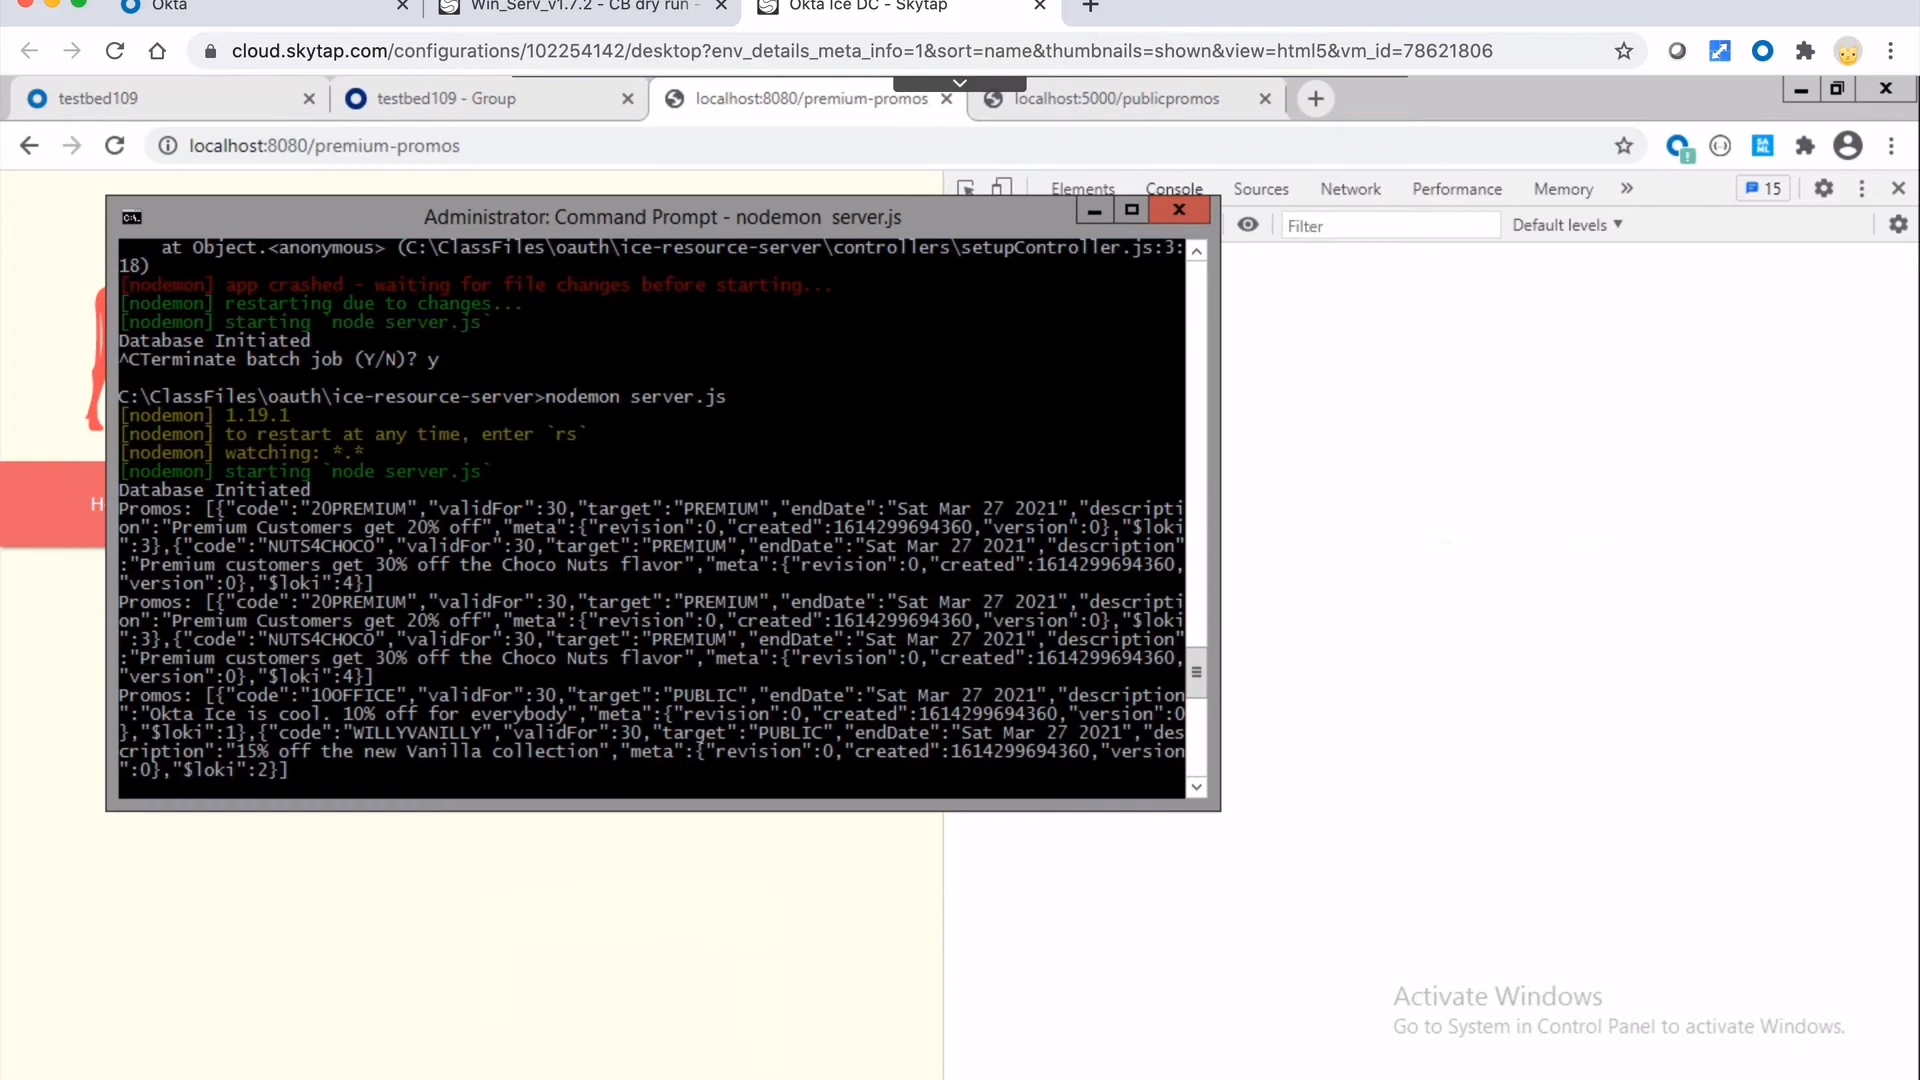 Okta
Win_Serv_v1.7.2 - CB dry run -
Okta Ice DC - Skytap
cloud.skytap.com/configurations/102254142/desktop?env_details_meta_info=1&sort=name&thumbnails=shown&view=html5&vm_id=78621806
testbed109
testbed109 - Group
localhost:8080/premium-promos
localhost:5000/publicpromos
localhost:8080/premium-promos
Elements
Console
Sources
Network
Performance
Memory
15
Filter
Default levels
Administrator: Command Prompt - nodemon  server.js
at Object.<anonymous> (C:\ClassFiles\oauth\ice-resource-server\controllers\setupController.js:3:
18)
[nodemon] app crashed - waiting for file changes before starting...
[nodemon] restarting due to changes...
[nodemon] starting `node server.js`
Database Initiated
^CTerminate batch job (Y/N)? y
C:\ClassFiles\oauth\ice-resource-server>nodemon server.js
[nodemon] 1.19.1
[nodemon] to restart at any time, enter `rs`
[nodemon] watching: *.*
[nodemon] starting `node server.js`
Database Initiated
Promos: [{"code":"20PREMIUM","validFor":30,"target":"PREMIUM","endDate":"Sat Mar 27 2021","descripti
on":"Premium Customers get 20% off","meta":{"revision":0,"created":1614299694360,"version":0},"$loki
":3},{"code":"NUTS4CHOCO","validFor":30,"target":"PREMIUM","endDate":"Sat Mar 27 2021","description"
:"Premium customers get 30% off the Choco Nuts flavor","meta":{"revision":0,"created":1614299694360,
"version":0},"$loki":4}]
Promos: [{"code":"20PREMIUM","validFor":30,"target":"PREMIUM","endDate":"Sat Mar 27 2021","descripti
on":"Premium Customers get 20% off","meta":{"revision":0,"created":1614299694360,"version":0},"$loki
":3},{"code":"NUTS4CHOCO","validFor":30,"target":"PREMIUM","endDate":"Sat Mar 27 2021","description"
:"Premium customers get 30% off the Choco Nuts flavor","meta":{"revision":0,"created":1614299694360,
"version":0},"$loki":4}]
Promos: [{"code":"10OFFICE","validFor":30,"target":"PUBLIC","endDate":"Sat Mar 27 2021","description
":"Okta Ice is cool. 10% off for everybody","meta":{"revision":0,"created":1614299694360,"version":0
},"$loki":1},{"code":"WILLYVANILLY","validFor":30,"target":"PUBLIC","endDate":"Sat Mar 27 2021","des
cription":"15% off the new Vanilla collection","meta":{"revision":0,"created":1614299694360,"version
":0},"$loki":2}]
Activate Windows
Go to System in Control Panel to activate Windows.